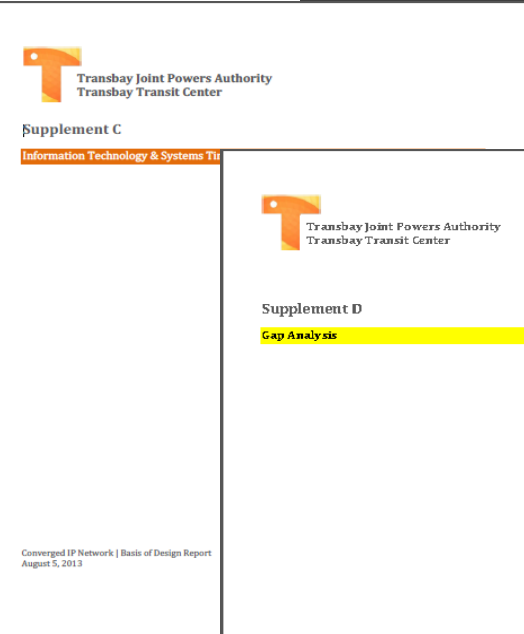 Transbay Joint Powers Authority
Transbay Transit Center
Supplement C
Information Technology & Systems
Transbay Joint Powers Authority
Transbay Transit Center
Supplement D
Gap Analysis
Converged IP Network | Basis of Design Report
August 5, 2013